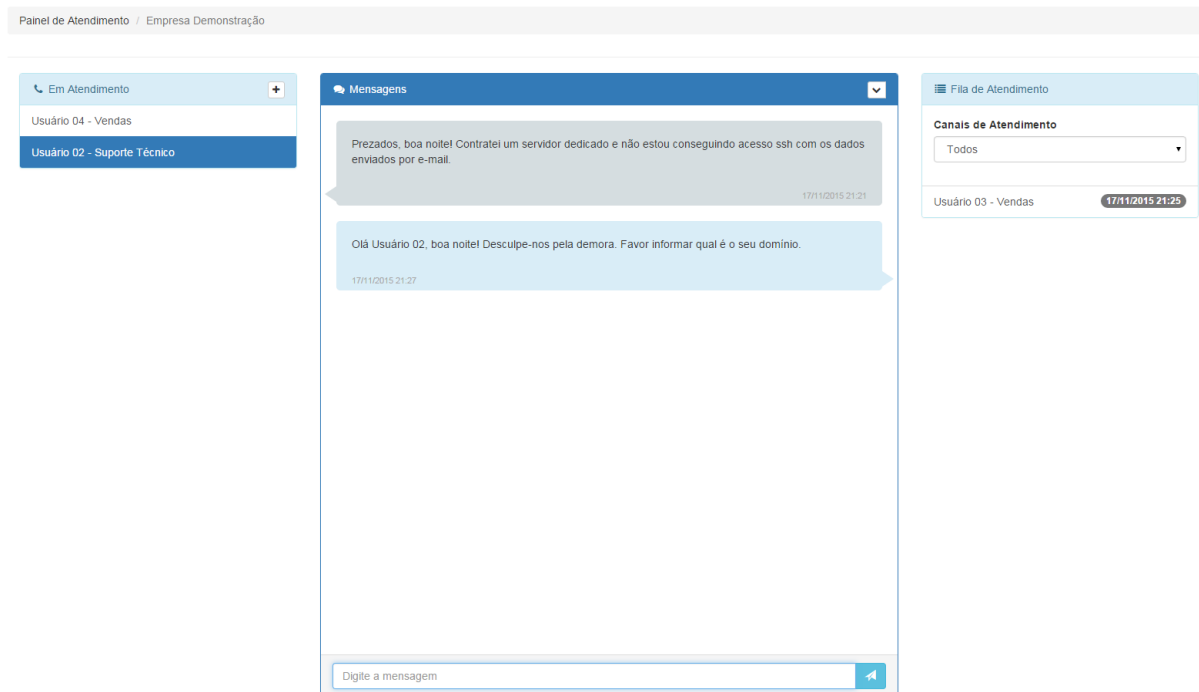 Painel de Atendimento / Empresa Demonstração
Em Atendimento
+
Usuário 04 - Vendas
Usuário 02 - Suporte Técnico
Mensagens
Prezados, boa noite! Contratei um servidor dedicado e não estou conseguindo acesso ssh com os dados
enviados por e-mail.
17/11/2015 21:21
Olá Usuário 02, boa noite! Desculpe-nos pela demora. Favor informar qual é o seu domínio.
17/11/2015 21:27
Digite a mensagem
Fila de Atendimento
Canais de Atendimento
Todos
Usuário 03 - Vendas 17/11/2015 21:25